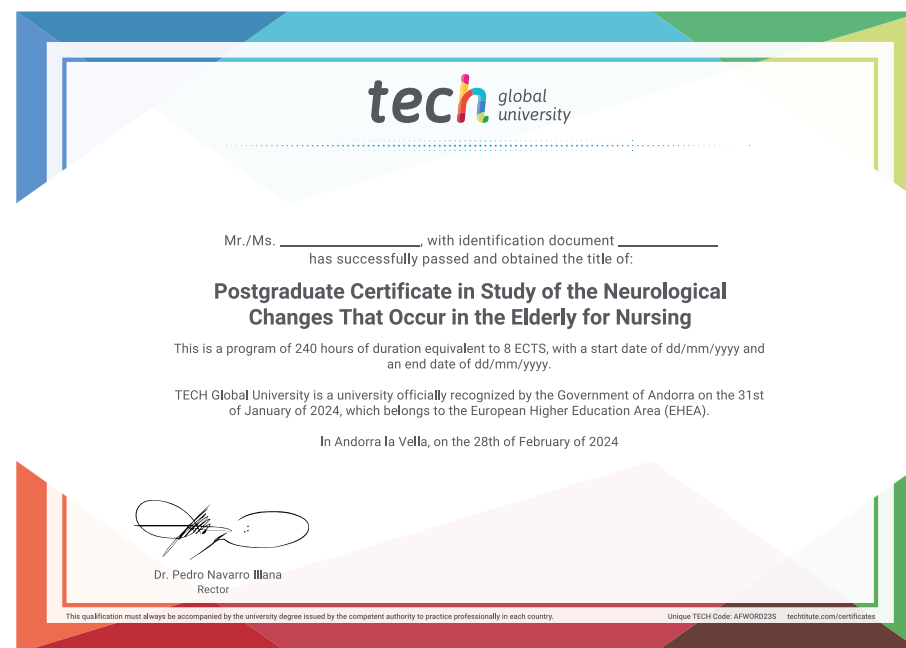 tech global university
Mr./Ms. ____________, with identification document ____________
has successfully passed and obtained the title of:
Postgraduate Certificate in Study of the Neurological
Changes That Occur in the Elderly for Nursing
This is a program of 240 hours of duration equivalent to 8 ECTS, with a start date of dd/mm/yyyy and
an end date of dd/mm/yyyy.
TECH Global University is a university officially recognized by the Government of Andorra on the 31st
of January of 2024, which belongs to the European Higher Education Area (EHEA).
In Andorra la Vella, on the 28th of February of 2024
Dr. Pedro Navarro Illana
Rector
This qualification must always be accompanied by the university degree issued by the competent authority to practice professionally in each country.
Unique TECH Code: AFWORD23S techtitute.com/certificates